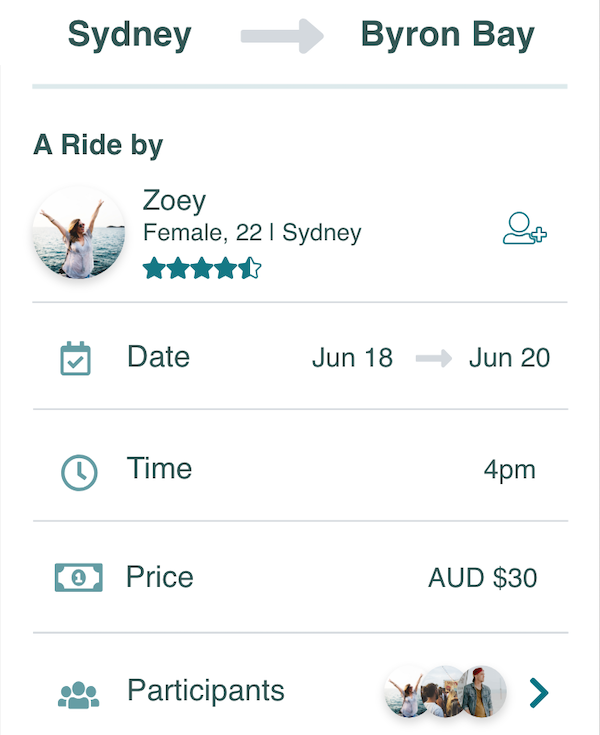 Sydney Byron Bay
A Ride by
Zoey
Female, 22 | Sydney
Date Jun 18 Jun 20
Time 4pm
1 Price AUD $30
Participants